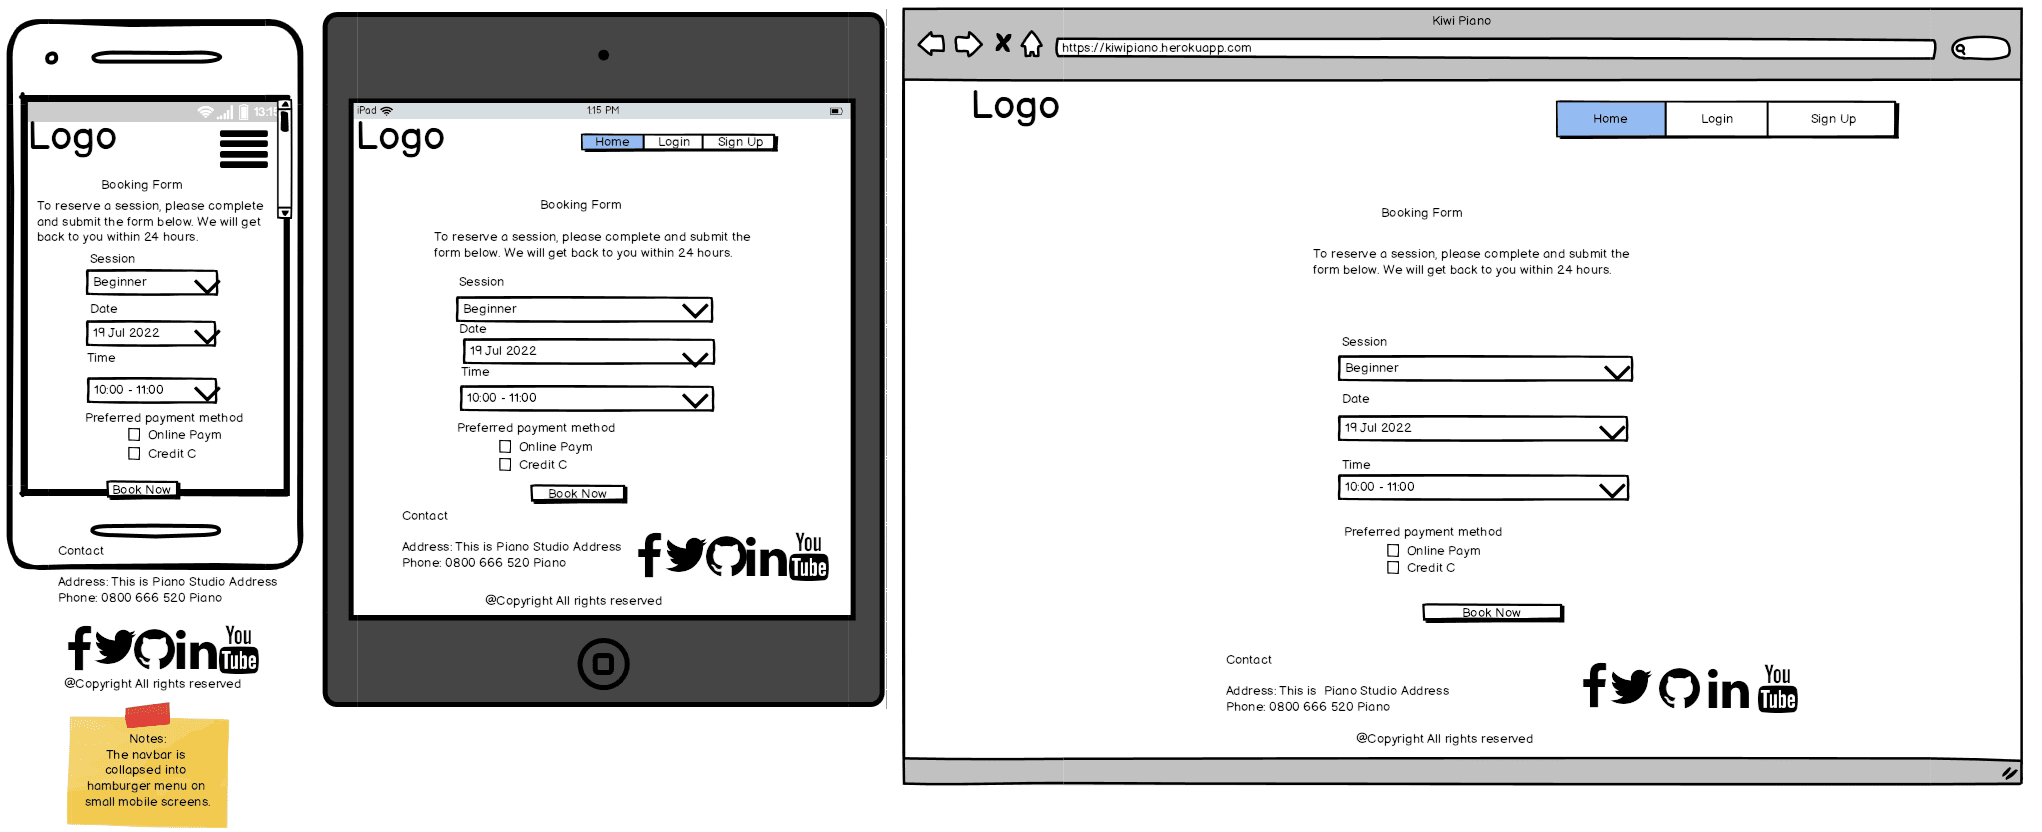 13:15
Logo
Booking Form
To reserve a session, please complete
and submit the form below. We will get
back to you within 24 hours.
Session
Beginner
Date
19 Jul 2022
Time
10:00 - 11:00
Preferred payment method
Online Paym
Credit C
Book Now
Contact
Address: This is Piano Studio Address
Phone: 0800 666 520 Piano
You
Tube
@Copyright All rights reserved
Notes:
The navbar is
collapsed into
hamburger menu on
small mobile screens.
iPad 1:15 PM
Logo
Home Login Sign Up
Booking Form
To reserve a session, please complete and submit the
form below. We will get back to you within 24 hours.
Session
Beginner
Date
19 Jul 2022
Time
10:00 - 11:00
Preferred payment method
Online Paym
Credit C
Book Now
Contact
Address: This is Piano Studio Address
Phone: 0800 666 520 Piano
You
Tube
@Copyright All rights reserved
Kiwi Piano
https://kiwipiano.herokuapp.com
Logo
Home Login Sign Up
Booking Form
To reserve a session, please complete and submit the
form below. We will get back to you within 24 hours.
Session
Beginner
Date
19 Jul 2022
Time
10:00 - 11:00
Preferred payment method
Online Paym
Credit C
Book Now
Contact
Address: This is  Piano Studio Address
Phone: 0800 666 520 Piano
You
Tube
@Copyright All rights reserved